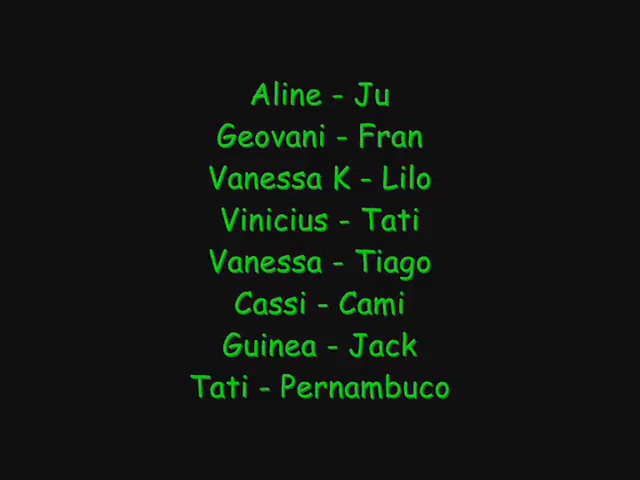 Aline - Ju
Geovani - Fran
Vanessa K - Lilo
Vinicius - Tati
Vanessa - Tiago
Cassi - Cami
Guinea - Jack
Tati - Pernambuco